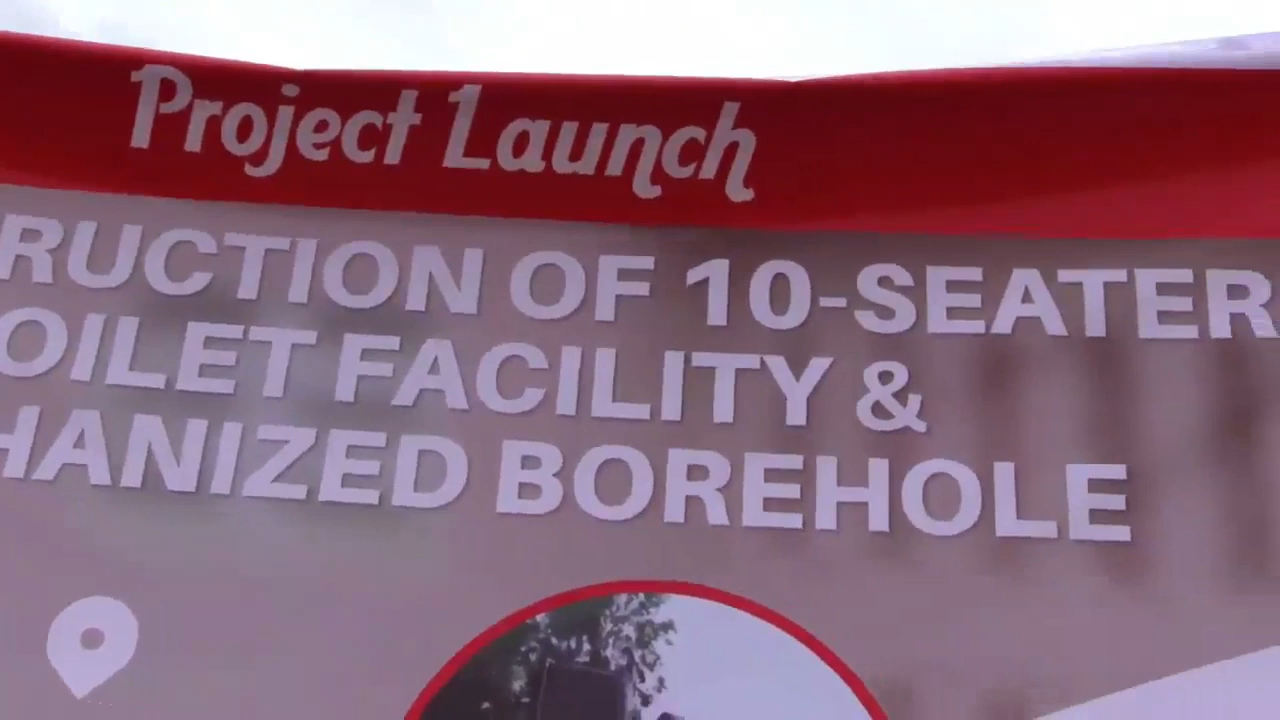 Project Launch
RUCTION OF 10-SEATER
OILET FACILITY &
HANIZED BOREHOLE